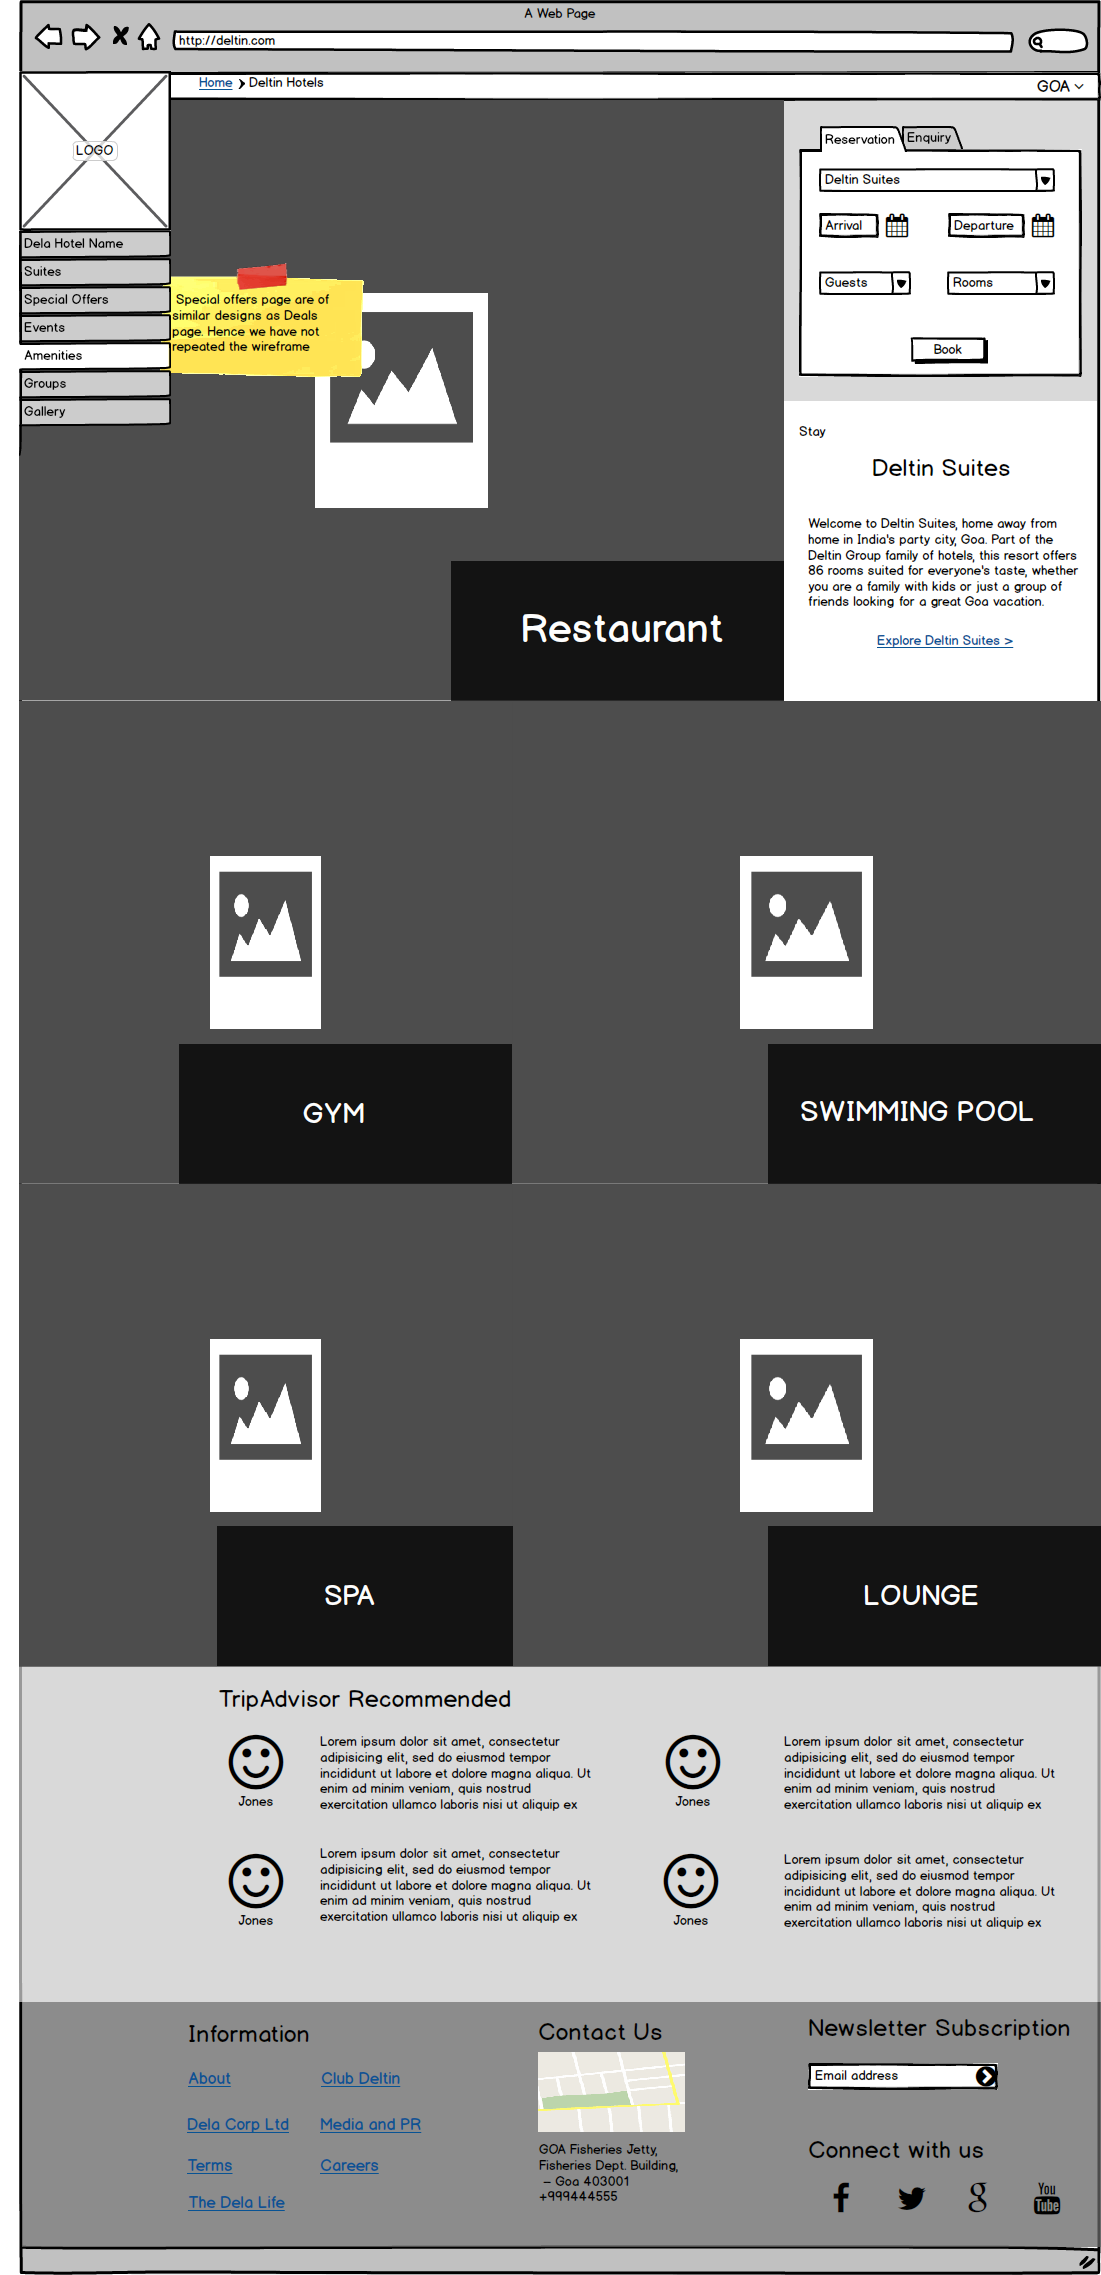 A Web Page
http://deltin.com
Home
Deltin Hotels
GOA
LOGO
Dela Hotel Name
Suites
Special Offers
Events
Amenities
Groups
Gallery
Special offers page are of
similar designs as Deals
page. Hence we have not
repeated the wireframe
Reservation
Enquiry
Deltin Suites
Arrival
Departure
Guests
Rooms
Book
Stay
Deltin Suites
Welcome to Deltin Suites, home away from
home in India's party city, Goa. Part of the
Deltin Group family of hotels, this resort offers
86 rooms suited for everyone's taste, whether
you are a family with kids or just a group of
friends looking for a great Goa vacation.
Explore Deltin Suites >
Restaurant
GYM
SWIMMING POOL
SPA
LOUNGE
TripAdvisor Recommended
Jones
Lorem ipsum dolor sit amet, consectetur
adipisicing elit, sed do eiusmod tempor
incididunt ut labore et dolore magna aliqua. Ut
enim ad minim veniam, quis nostrud
exercitation ullamco laboris nisi ut aliquip ex
Jones
Lorem ipsum dolor sit amet, consectetur
adipisicing elit, sed do eiusmod tempor
incididunt ut labore et dolore magna aliqua. Ut
enim ad minim veniam, quis nostrud
exercitation ullamco laboris nisi ut aliquip ex
Jones
Lorem ipsum dolor sit amet, consectetur
adipisicing elit, sed do eiusmod tempor
incididunt ut labore et dolore magna aliqua. Ut
enim ad minim veniam, quis nostrud
exercitation ullamco laboris nisi ut aliquip ex
Jones
Lorem ipsum dolor sit amet, consectetur
adipisicing elit, sed do eiusmod tempor
incididunt ut labore et dolore magna aliqua. Ut
enim ad minim veniam, quis nostrud
exercitation ullamco laboris nisi ut aliquip ex
Information
About
Club Deltin
Dela Corp Ltd
Media and PR
Terms
Careers
The Dela Life
Contact Us
GOA Fisheries Jetty,
Fisheries Dept. Building,
– Goa 403001
+999444555
Newsletter Subscription
Email address
Connect with us
You
Tube